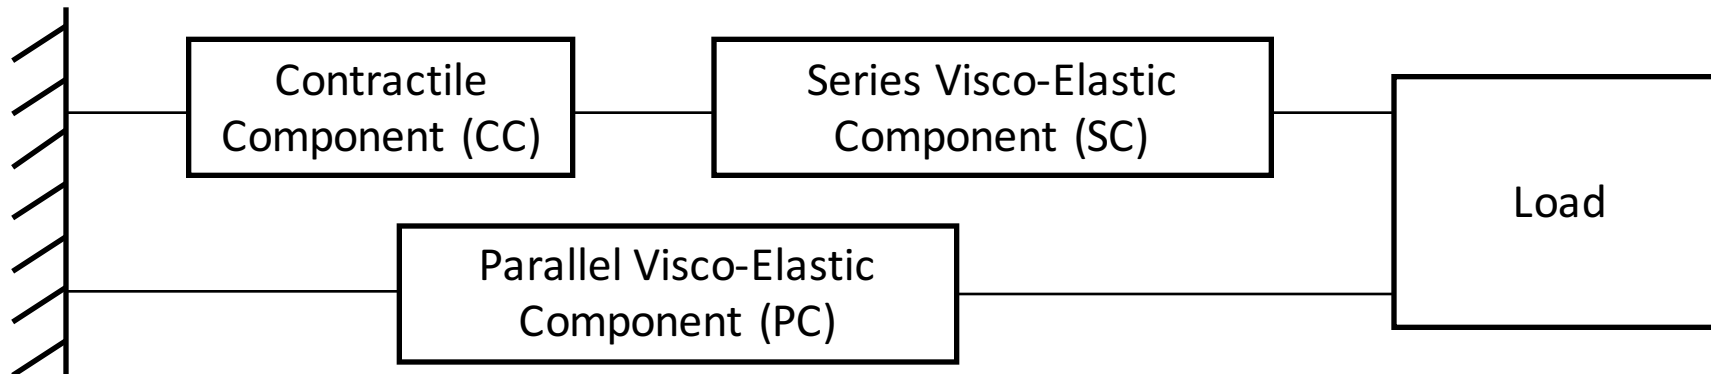 Contractile
Component (CC)
Series Visco-Elastic
Component (SC)
Load
Parallel Visco-Elastic
Component (PC)